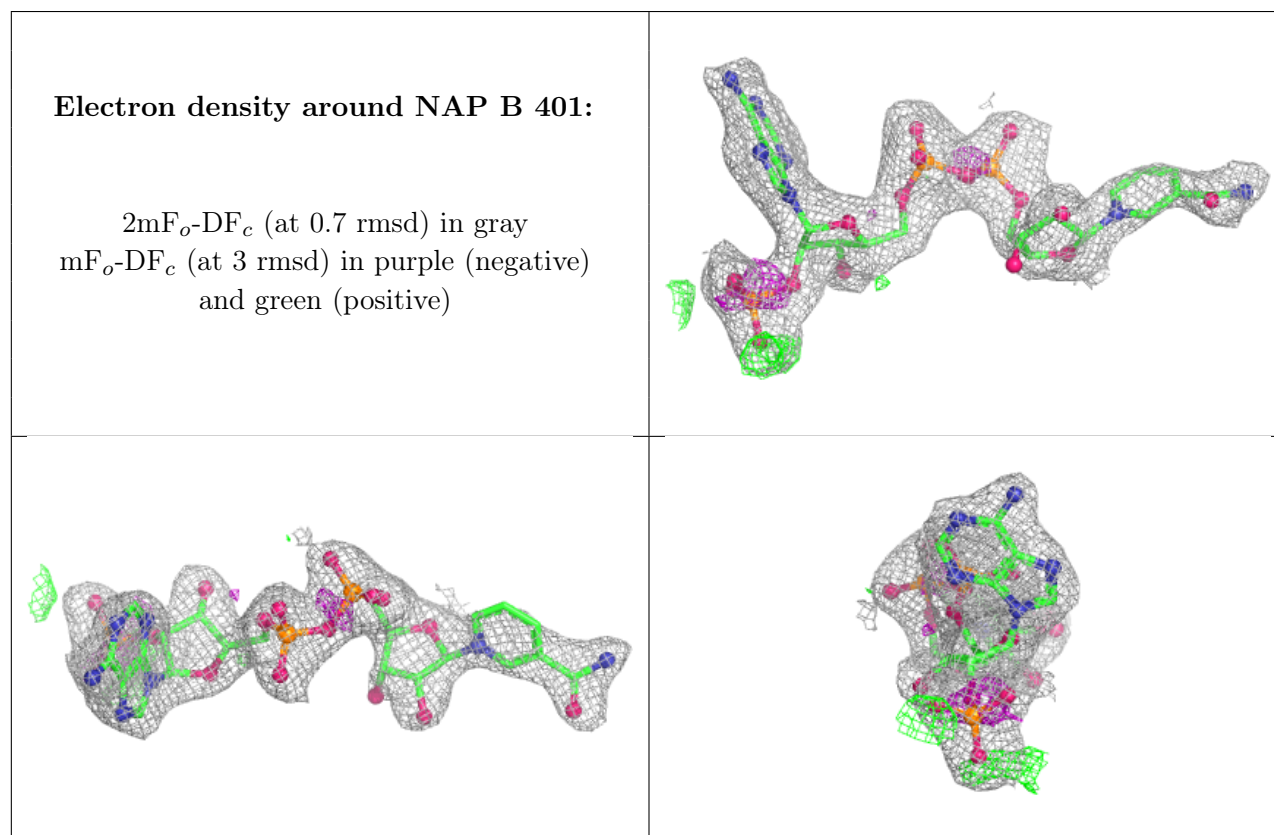 Electron density around NAP B 401:
2mFo-DFc (at 0.7 rmsd) in gray
mFo-DFc (at 3 rmsd) in purple (negative)
and green (positive)